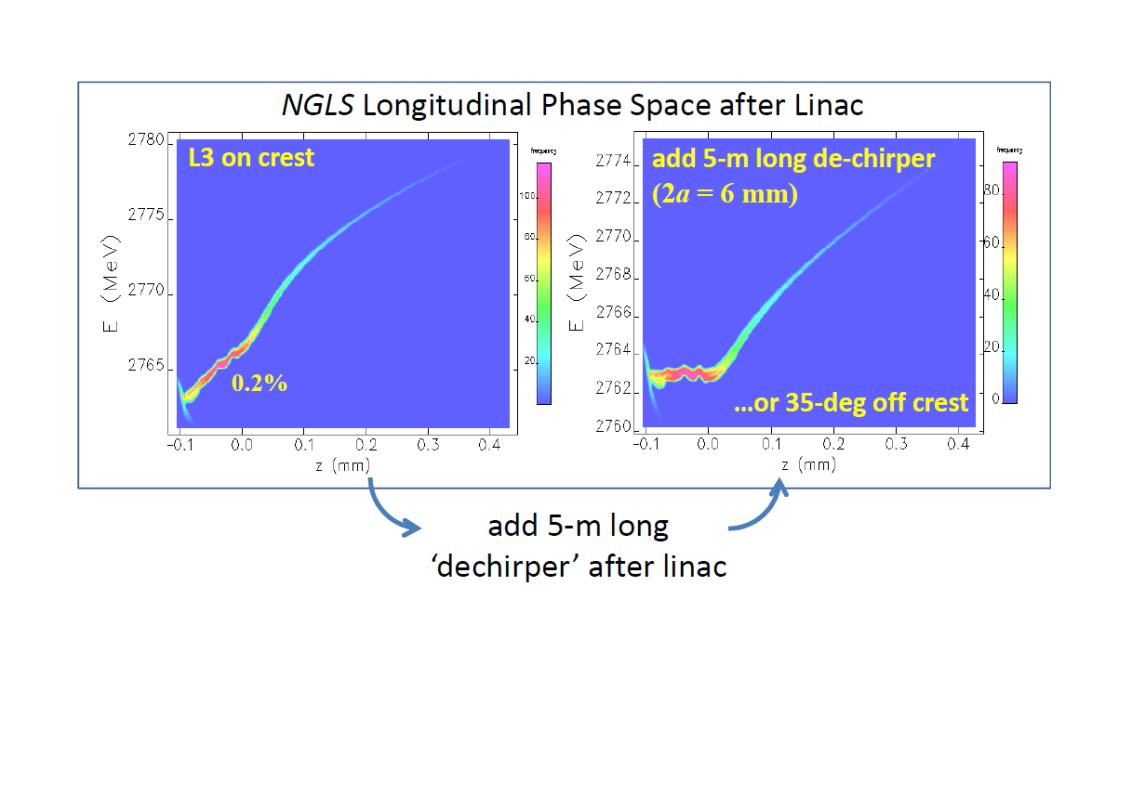 NGLS Longitudinal Phase Space after Linac
L3 on crest
0.2%
E (MeV)
2780
2775
2770
2765
-0.1 0.0 0.1 0.2 0.3 0.4
z (mm)
frequency
100
80
60
40
20
add 5-m long de-chirper
(2a = 6 mm)
...or 35-deg off crest
E (MeV)
2774
2772
2770
2768
2766
2764
2762
2760
-0.1 0.0 0.1 0.2 0.3 0.4
z (mm)
frequency
80
60
40
20
0
add 5-m long
‘dechirper’ after linac